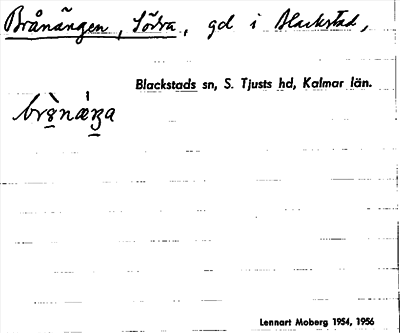 Brånängen, Södra, gd i Blackstad,
Blackstads sn, S. Tjusts hd, Kalmar län.
Lennart Moberg 1954, 1956